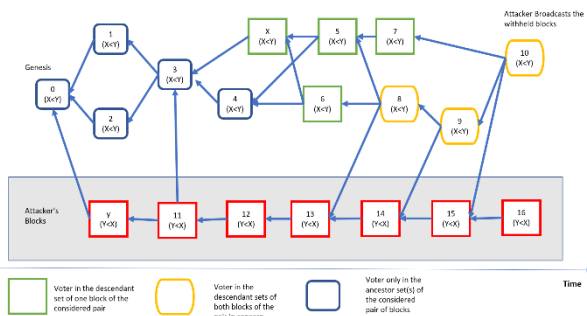 Attacker Broadcasts the
withheld blocks
1
(X<Y)
X
(X<Y)
5
(X<Y)
7
(X<Y)
10
(X<Y)
Genesis
0
(X<Y)
3
(X<Y)
2
(X<Y)
4
(X<Y)
6
(X<Y)
8
(X<Y)
9
(X<Y)
Attacker's
Blocks
y
(Y<X)
11
(Y<X)
12
(Y<X)
13
(Y<X)
14
(Y<X)
15
(Y<X)
16
(Y<X)
Time
Voter in the descendant
set of one block of the
considered pair
Voter in the
descendant sets of
both blocks of the
Voter only in the
ancestor set(s) of
the considered
pair of blocks